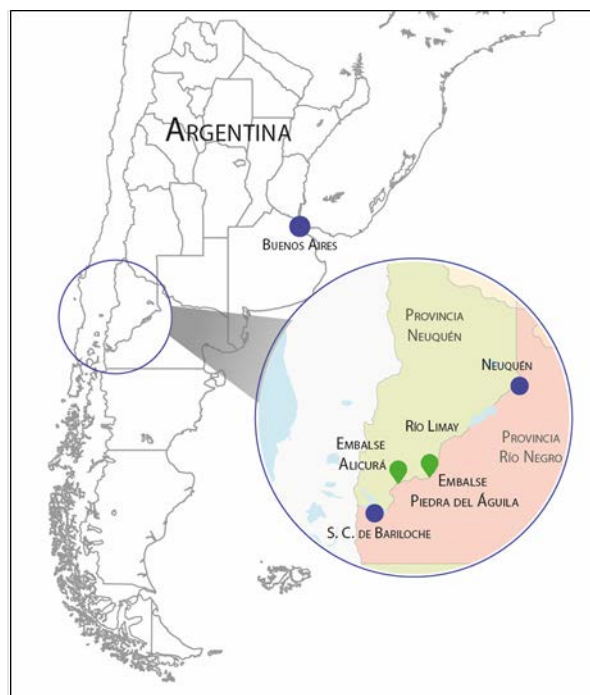 ARGENTINA
BUENOS AIRES
PROVINCIA
NEUQUÉN
NEUQUÉN
RÍO LIMAY
PROVINCIA
RÍO NEGRO
EMBALSE
ALICURÁ
EMBALSE
PIEDRA DEL ÁGUILA
S. C. DE BARILOCHE